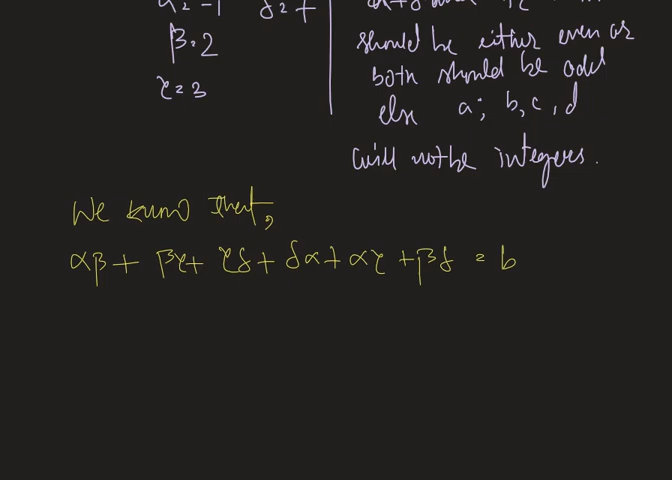 β = 2
γ = 3
should be either even or
both should be odd
else a, b, c, d
will not be integers.
We know that,
αβ + βγ + γδ + δα + αγ + βδ = b